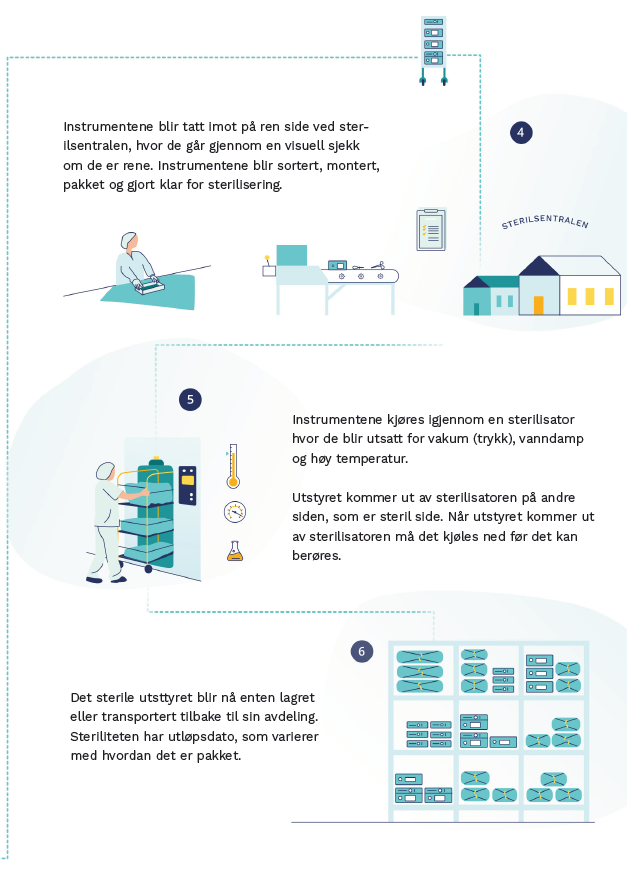 4
Instrumentene blir tatt imot på ren side ved ster-
ilsentralen, hvor de går gjennom en visuell sjekk
om de er rene. Instrumentene blir sortert, montert,
pakket og gjort klar for sterilisering.
STERILSENTRALEN
5
Instrumentene kjøres igjennom en sterilisator
hvor de blir utsatt for vakum (trykk), vanndamp
og høy temperatur.
Utstyret kommer ut av sterilisatoren på andre
siden, som er steril side. Når utstyret kommer ut
av sterilisatoren må det kjøles ned før det kan
berøres.
6
Det sterile utsttyret blir nå enten lagret
eller transportert tilbake til sin avdeling.
Steriliteten har utløpsdato, som varierer
med hvordan det er pakket.